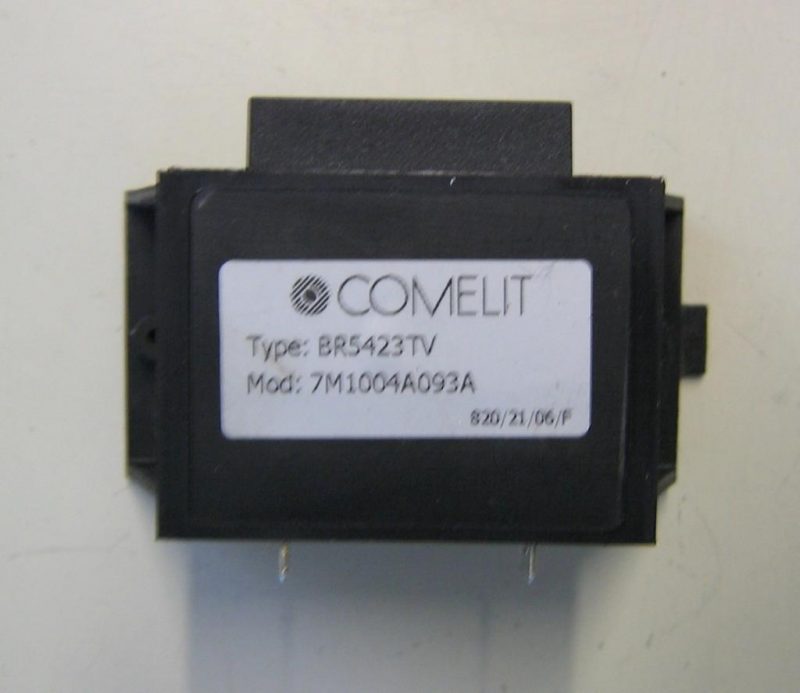 COMELIT
Type: BR5423TV
Mod: 7M1004A093A
820/21/06/F